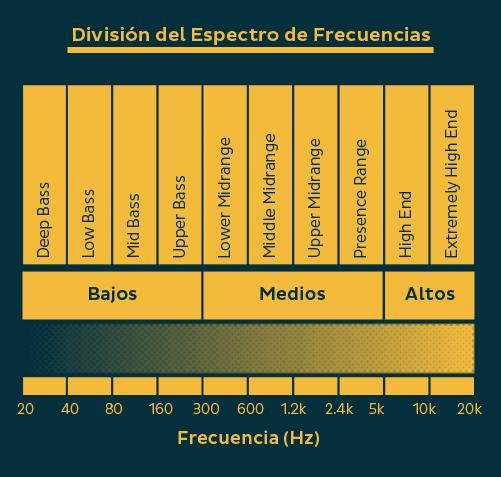 División del Espectro de Frecuencias
Deep Bass
Low Bass
Mid Bass
Upper Bass
Lower Midrange
Middle Midrange
Upper Midrange
Presence Range
High End
Extremely High End
Bajos
Medios
Altos
20 40 80 160 300 600 1.2k 2.4k 5k 10k 20k
Frecuencia (Hz)